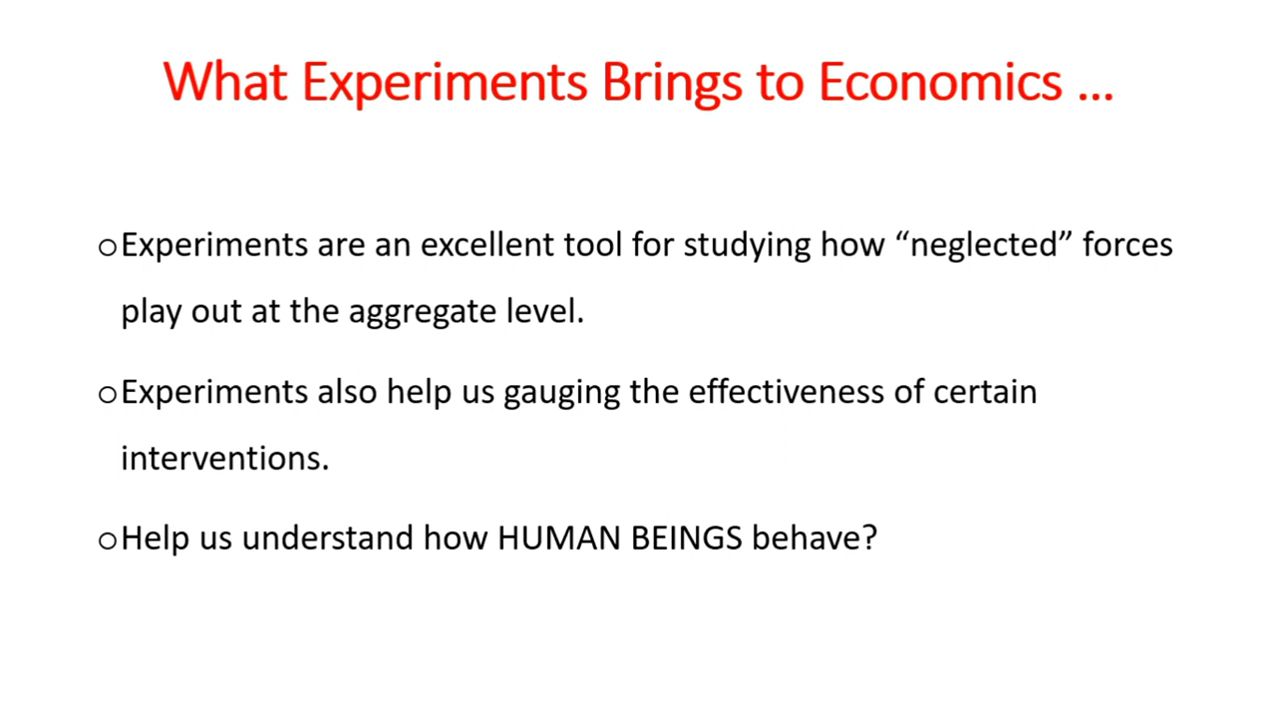 What Experiments Brings to Economics ...
○Experiments are an excellent tool for studying how “neglected” forces
play out at the aggregate level.
○Experiments also help us gauging the effectiveness of certain
interventions.
○Help us understand how HUMAN BEINGS behave?